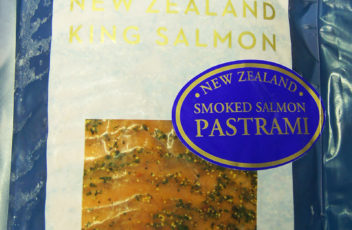 NEW ZEALAND
KING SALMON
NEW ZEALAND
SMOKED SALMON
PASTRAMI